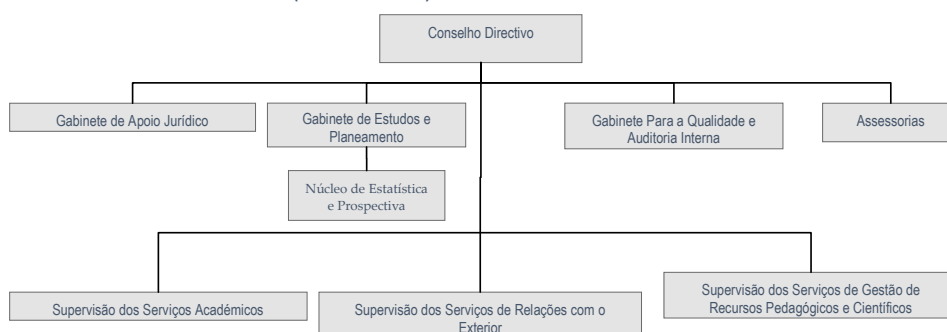 Conselho Directivo
Gabinete de Apoio Jurídico
Gabinete de Estudos e
Planeamento
Gabinete Para a Qualidade e
Auditoria Interna
Assessorias
Núcleo de Estatística
e Prospectiva
Supervisão dos Serviços Académicos
Supervisão dos Serviços de Relações com o
Exterior
Supervisão dos Serviços de Gestão de
Recursos Pedagógicos e Científicos